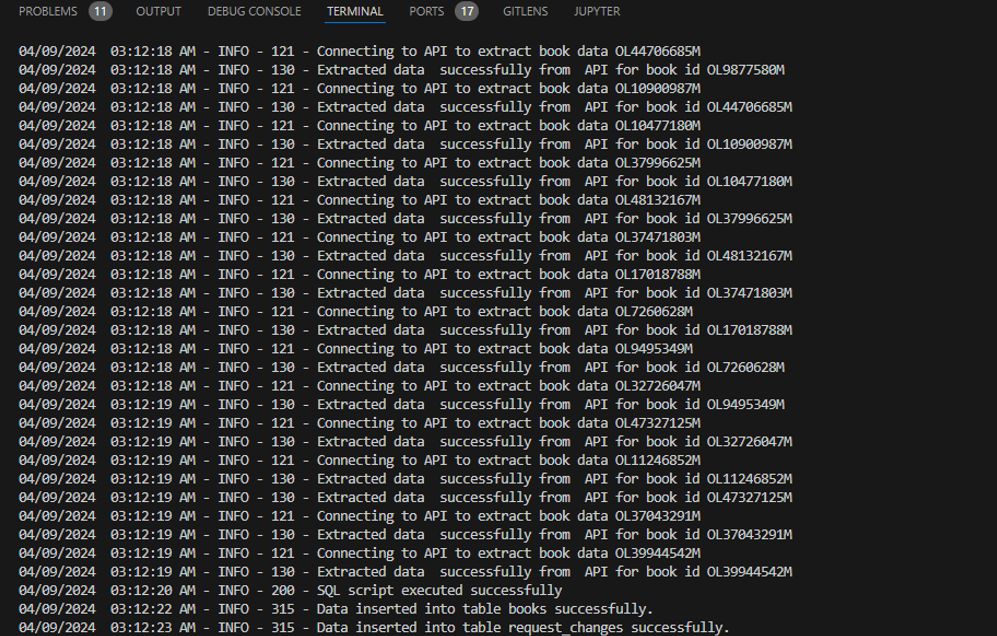 PROBLEMS 11 OUTPUT DEBUG CONSOLE TERMINAL PORTS 17 GITLENS JUPYTER
04/09/2024 03:12:18 AM - INFO - 121 - Connecting to API to extract book data OL44706685M
04/09/2024 03:12:18 AM - INFO - 130 - Extracted data  successfully from  API for book id OL9877580M
04/09/2024 03:12:18 AM - INFO - 121 - Connecting to API to extract book data OL10900987M
04/09/2024 03:12:18 AM - INFO - 130 - Extracted data  successfully from  API for book id OL44706685M
04/09/2024 03:12:18 AM - INFO - 121 - Connecting to API to extract book data OL10477180M
04/09/2024 03:12:18 AM - INFO - 130 - Extracted data  successfully from  API for book id OL10900987M
04/09/2024 03:12:18 AM - INFO - 121 - Connecting to API to extract book data OL37996625M
04/09/2024 03:12:18 AM - INFO - 130 - Extracted data  successfully from  API for book id OL10477180M
04/09/2024 03:12:18 AM - INFO - 121 - Connecting to API to extract book data OL48132167M
04/09/2024 03:12:18 AM - INFO - 130 - Extracted data  successfully from  API for book id OL37996625M
04/09/2024 03:12:18 AM - INFO - 121 - Connecting to API to extract book data OL37471803M
04/09/2024 03:12:18 AM - INFO - 130 - Extracted data  successfully from  API for book id OL48132167M
04/09/2024 03:12:18 AM - INFO - 121 - Connecting to API to extract book data OL17018788M
04/09/2024 03:12:18 AM - INFO - 130 - Extracted data  successfully from  API for book id OL37471803M
04/09/2024 03:12:18 AM - INFO - 121 - Connecting to API to extract book data OL7260628M
04/09/2024 03:12:18 AM - INFO - 130 - Extracted data  successfully from  API for book id OL17018788M
04/09/2024 03:12:18 AM - INFO - 121 - Connecting to API to extract book data OL9495349M
04/09/2024 03:12:18 AM - INFO - 130 - Extracted data  successfully from  API for book id OL7260628M
04/09/2024 03:12:18 AM - INFO - 121 - Connecting to API to extract book data OL32726047M
04/09/2024 03:12:19 AM - INFO - 130 - Extracted data  successfully from  API for book id OL9495349M
04/09/2024 03:12:19 AM - INFO - 121 - Connecting to API to extract book data OL47327125M
04/09/2024 03:12:19 AM - INFO - 130 - Extracted data  successfully from  API for book id OL32726047M
04/09/2024 03:12:19 AM - INFO - 121 - Connecting to API to extract book data OL11246852M
04/09/2024 03:12:19 AM - INFO - 130 - Extracted data  successfully from  API for book id OL11246852M
04/09/2024 03:12:19 AM - INFO - 130 - Extracted data  successfully from  API for book id OL47327125M
04/09/2024 03:12:19 AM - INFO - 121 - Connecting to API to extract book data OL37043291M
04/09/2024 03:12:19 AM - INFO - 130 - Extracted data  successfully from  API for book id OL37043291M
04/09/2024 03:12:19 AM - INFO - 121 - Connecting to API to extract book data OL39944542M
04/09/2024 03:12:19 AM - INFO - 130 - Extracted data  successfully from  API for book id OL39944542M
04/09/2024 03:12:20 AM - INFO - 200 - SQL script executed successfully
04/09/2024 03:12:22 AM - INFO - 315 - Data inserted into table books successfully.
04/09/2024 03:12:23 AM - INFO - 315 - Data inserted into table request_changes successfully.